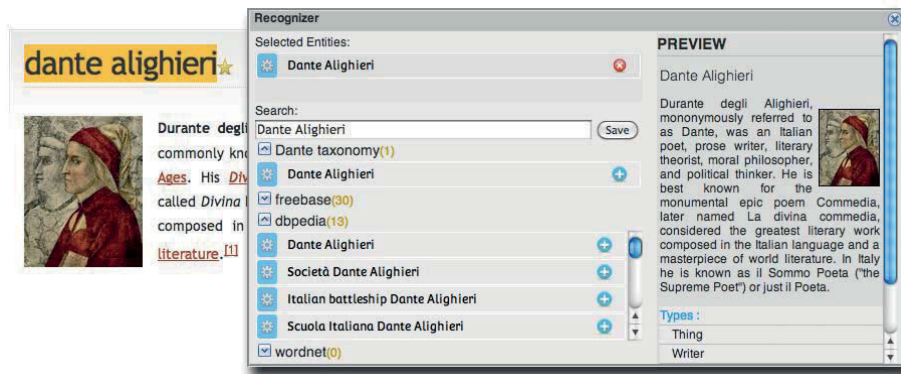 dante alighieri
Durante degli
commonly kno
Ages. His Div
called Divina
composed in
literature.[1]
Recognizer
Selected Entities:
Dante Alighieri
Search:
Dante Alighieri
Save
Dante taxonomy(1)
Dante Alighieri
freebase(30)
dbpedia(13)
Dante Alighieri
Società Dante Alighieri
Italian battleship Dante Alighieri
Scuola Italiana Dante Alighieri
wordnet(0)
PREVIEW
Dante Alighieri
Durante degli Alighieri,
mononymously referred to
as Dante, was an Italian
poet, prose writer, literary
theorist, moral philosopher,
and political thinker. He is
best known for the
monumental epic poem Commedia,
later named La divina commedia,
considered the greatest literary work
composed in the Italian language and a
masterpiece of world literature. In Italy
he is known as il Sommo Poeta ("the
Supreme Poet") or just il Poeta.
Types :
Thing
Writer